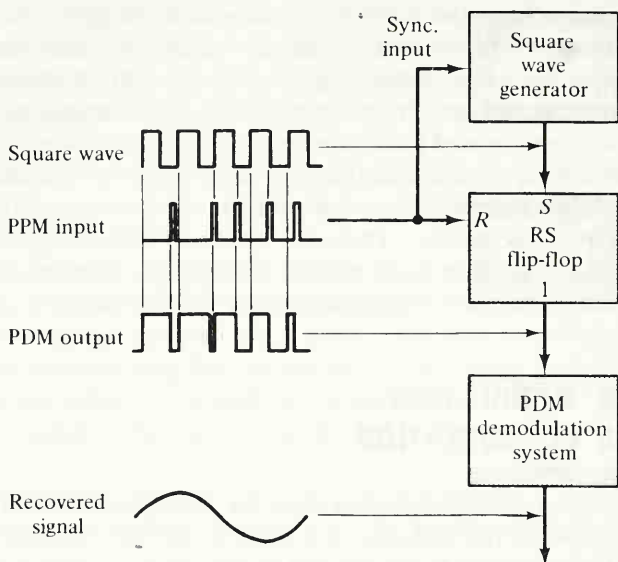 Sync.
input
Square
wave
generator
Square wave
PPM input
R
S
RS
flip-flop
1
PDM output
PDM
demodulation
system
Recovered
signal